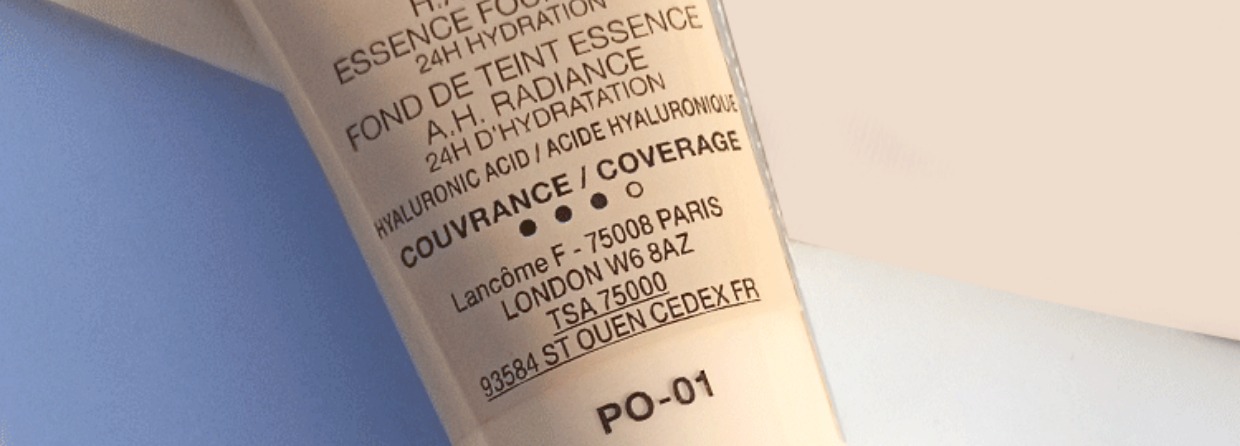 ESSENCE
24H HYDRATION
FOND DE TEINT ESSENCE
A.H. RADIANCE
24H D'HYDRATATION
HYALURONIC ACID / ACIDE HYALURONIQUE
COUVRANCE / COVERAGE
Lancôme F - 75008 PARIS
LONDON W6 8AZ
TSA 75000
93584 ST OUEN CEDEX FR
PO-01